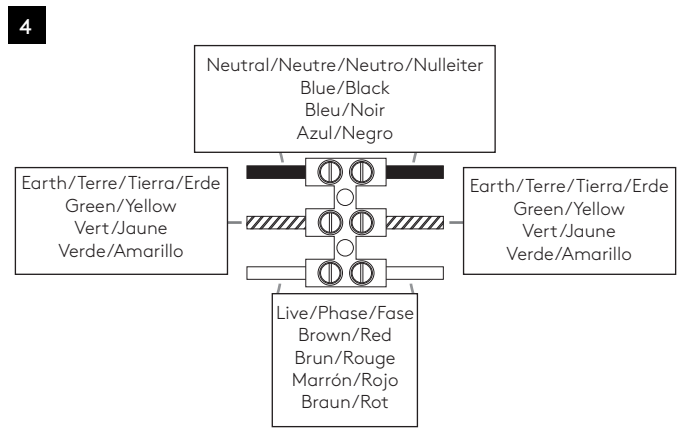 4
Neutral/Neutre/Neutro/Nulleiter
Blue/Black
Bleu/Noir
Azul/Negro
Earth/Terre/Tierra/Erde
Green/Yellow
Vert/Jaune
Verde/Amarillo
Earth/Terre/Tierra/Erde
Green/Yellow
Vert/Jaune
Verde/Amarillo
Live/Phase/Fase
Brown/Red
Brun/Rouge
Marrón/Rojo
Braun/Rot